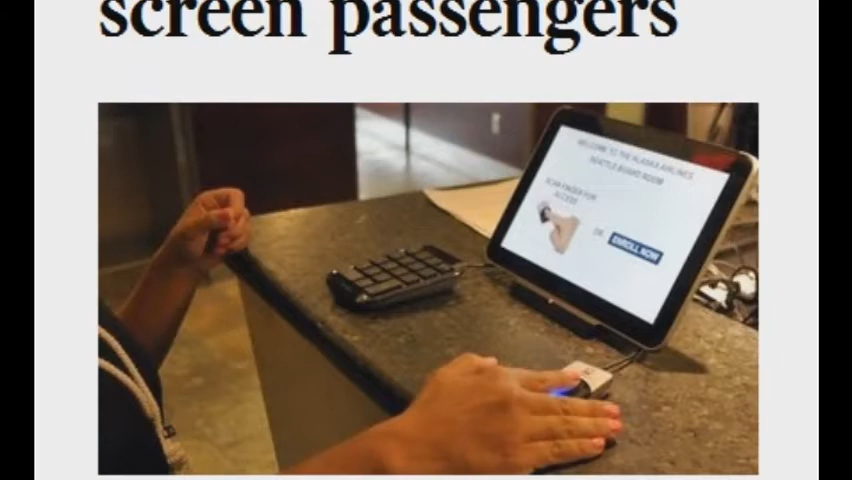 screen passengers
WELCOME TO THE ALASKA AIRLINES
SEATTLE BOARD ROOM
SCAN FINGER FOR
ACCESS
OR
ENROLL NOW